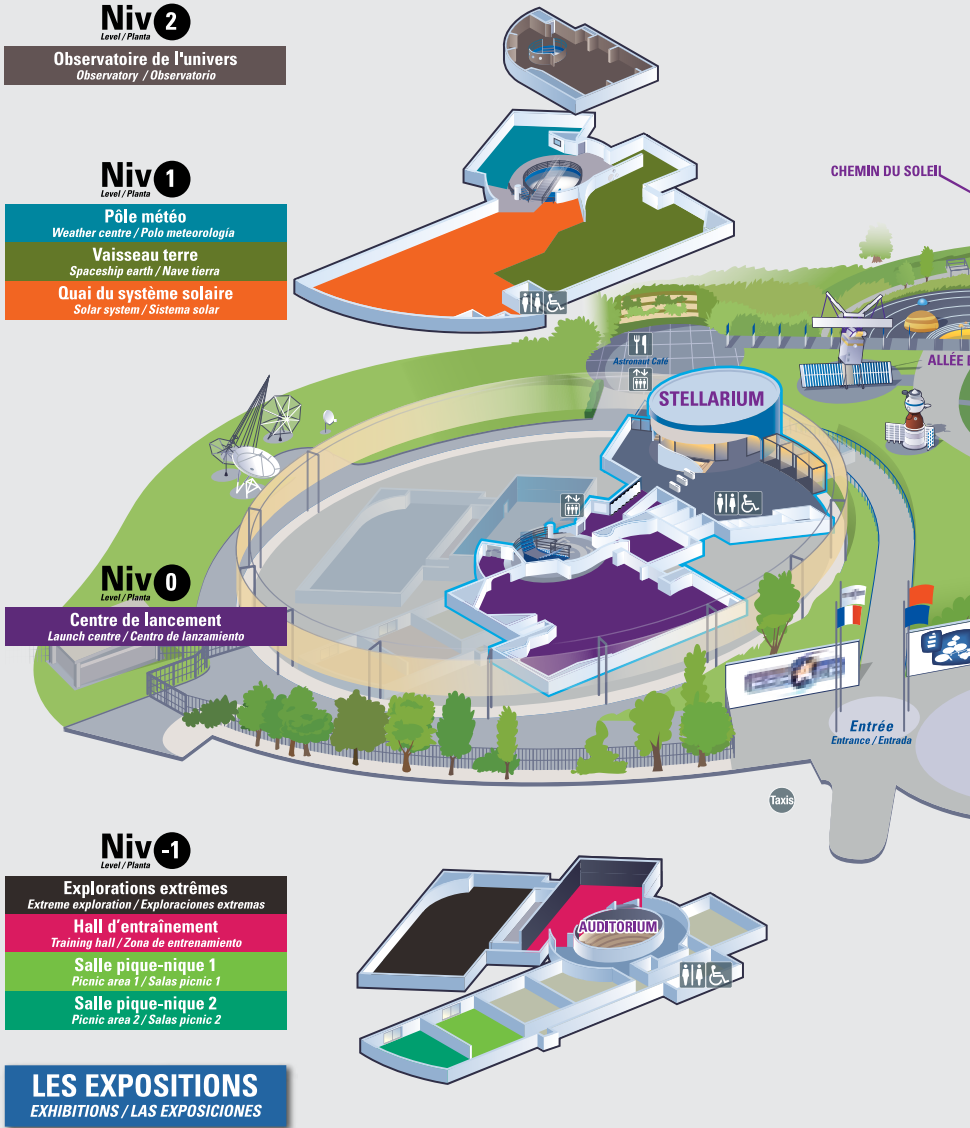 Niv 2
Level / Planta
Observatoire de l'univers
Observatory / Observatorio
Niv 1
Level / Planta
Pôle météo
Weather centre / Polo meteorología
Vaisseau terre
Spaceship earth / Nave tierra
Quai du système solaire
Solar system / Sistema solar
CHEMIN DU SOLEIL
Astronaut Café
ALLÉE D
STELLARIUM
Niv 0
Level / Planta
Centre de lancement
Launch centre / Centro de lanzamiento
Entrée
Entrance / Entrada
Taxis
Niv -1
Level / Planta
Explorations extrêmes
Extreme exploration / Exploraciones extremas
Hall d'entraînement
Training hall / Zona de entrenamiento
Salle pique-nique 1
Picnic area 1 / Salas picnic 1
Salle pique-nique 2
Picnic area 2 / Salas picnic 2
AUDITORIUM
LES EXPOSITIONS
EXHIBITIONS / LAS EXPOSICIONES